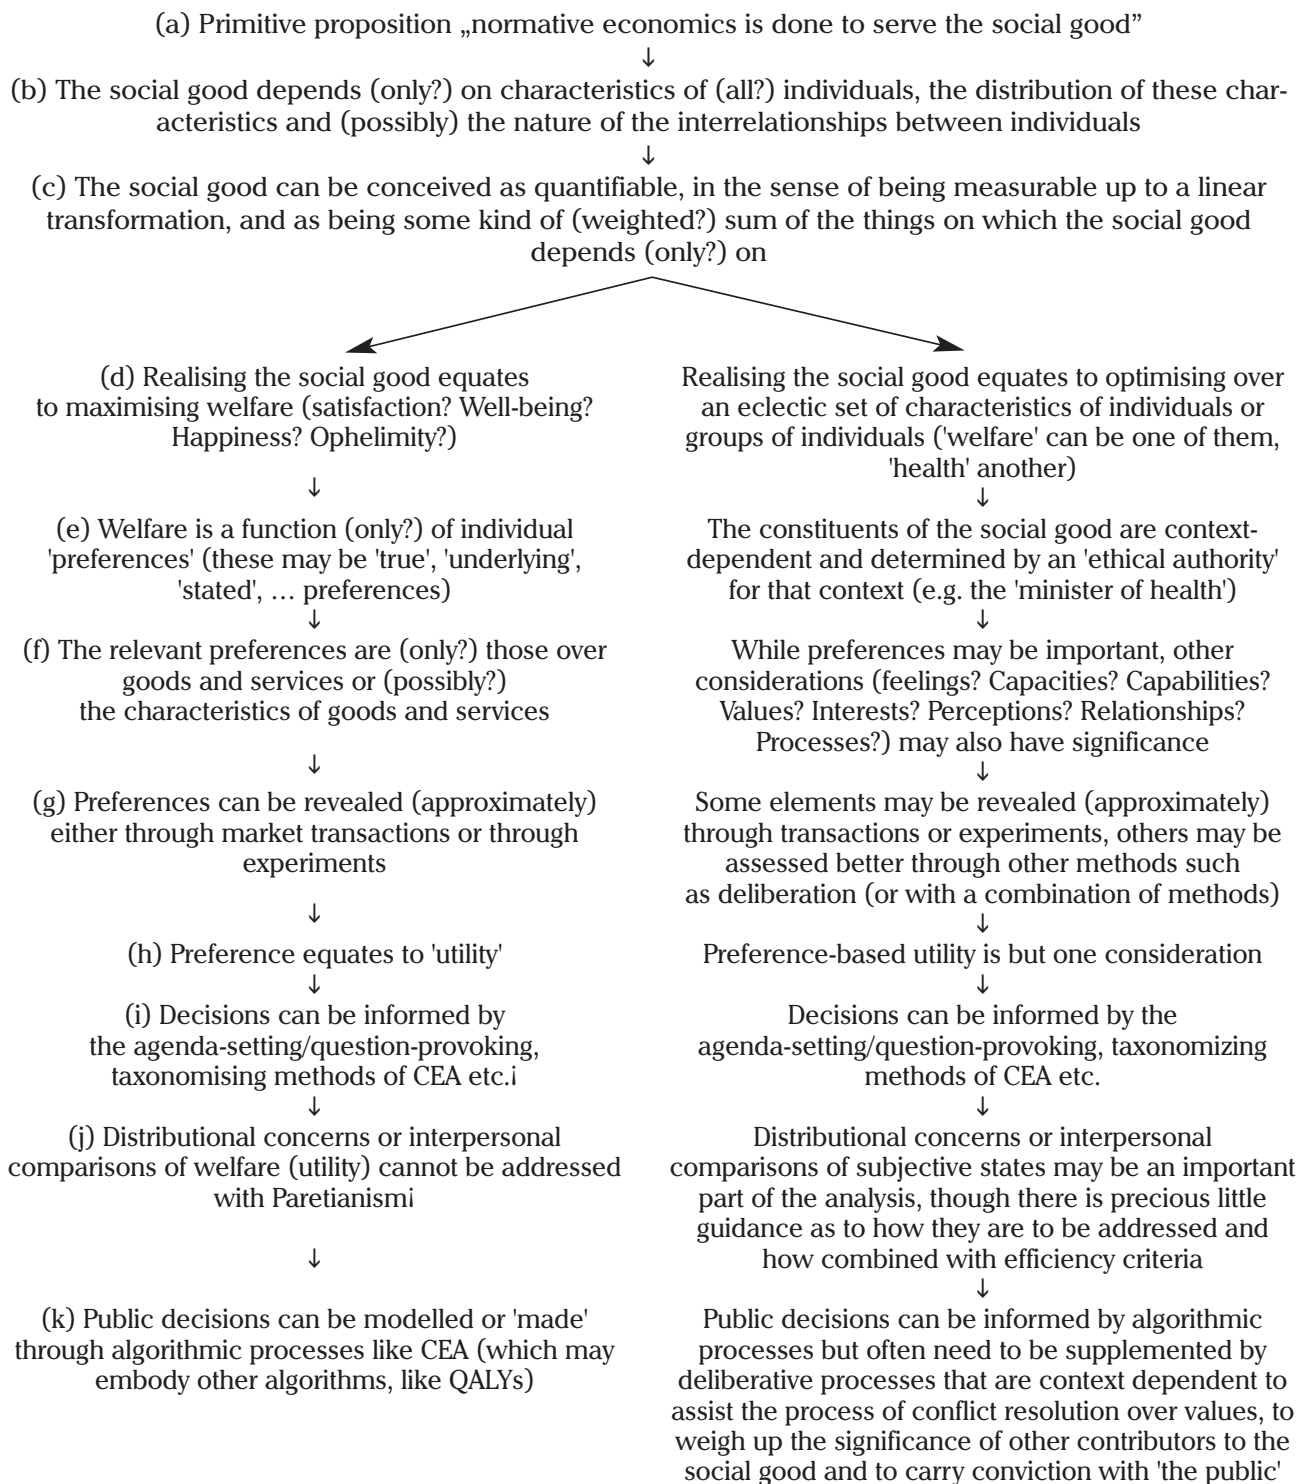 (a) Primitive proposition „normative economics is done to serve the social good”
↓
(b) The social good depends (only?) on characteristics of (all?) individuals, the distribution of these char-
acteristics and (possibly) the nature of the interrelationships between individuals
↓
(c) The social good can be conceived as quantifiable, in the sense of being measurable up to a linear
transformation, and as being some kind of (weighted?) sum of the things on which the social good
depends (only?) on
(d) Realising the social good equates
to maximising welfare (satisfaction? Well-being?
Happiness? Ophelimity?)
↓
(e) Welfare is a function (only?) of individual
'preferences' (these may be 'true', 'underlying',
'stated', … preferences)
↓
(f) The relevant preferences are (only?) those over
goods and services or (possibly?)
the characteristics of goods and services
↓
(g) Preferences can be revealed (approximately)
either through market transactions or through
experiments
↓
(h) Preference equates to 'utility'
↓
(i) Decisions can be informed by
the agenda-setting/question-provoking,
taxonomising methods of CEA etc.¡
↓
(j) Distributional concerns or interpersonal
comparisons of welfare (utility) cannot be addressed
with Paretianism¡
↓
(k) Public decisions can be modelled or 'made'
through algorithmic processes like CEA (which may
embody other algorithms, like QALYs)
Realising the social good equates to optimising over
an eclectic set of characteristics of individuals or
groups of individuals ('welfare' can be one of them,
'health' another)
↓
The constituents of the social good are context-
dependent and determined by an 'ethical authority'
for that context (e.g. the 'minister of health')
↓
While preferences may be important, other
considerations (feelings? Capacities? Capabilities?
Values? Interests? Perceptions? Relationships?
Processes?) may also have significance
↓
Some elements may be revealed (approximately)
through transactions or experiments, others may be
assessed better through other methods such
as deliberation (or with a combination of methods)
↓
Preference-based utility is but one consideration
↓
Decisions can be informed by the
agenda-setting/question-provoking, taxonomizing
methods of CEA etc.
↓
Distributional concerns or interpersonal
comparisons of subjective states may be an important
part of the analysis, though there is precious little
guidance as to how they are to be addressed and
how combined with efficiency criteria
↓
Public decisions can be informed by algorithmic
processes but often need to be supplemented by
deliberative processes that are context dependent to
assist the process of conflict resolution over values, to
weigh up the significance of other contributors to the
social good and to carry conviction with 'the public'